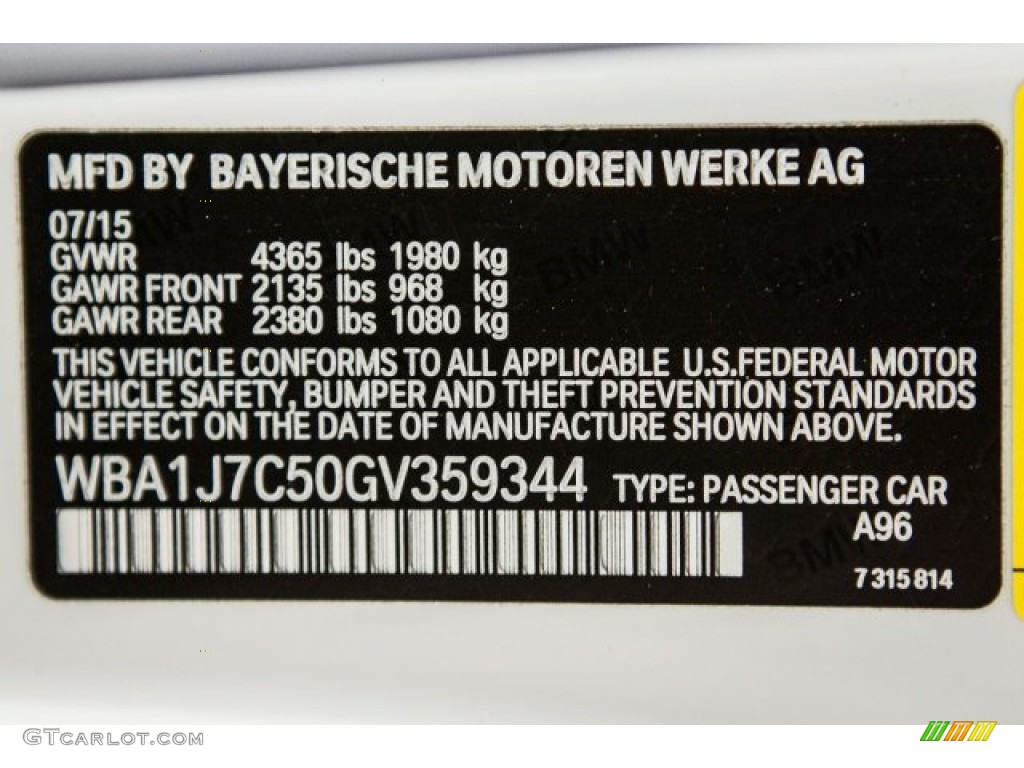 MFD BY BAYERISCHE MOTOREN WERKE AG
07/15
GVWR 4365 lbs 1980 kg
GAWR FRONT 2135 lbs 968 kg
GAWR REAR 2380 lbs 1080 kg
THIS VEHICLE CONFORMS TO ALL APPLICABLE U.S.FEDERAL MOTOR
VEHICLE SAFETY, BUMPER AND THEFT PREVENTION STANDARDS
IN EFFECT ON THE DATE OF MANUFACTURE SHOWN ABOVE.
WBA1J7C50GV359344 TYPE: PASSENGER CAR
A96
7 315 814
BMW
BMW
BMW
GTCARLOT.COM